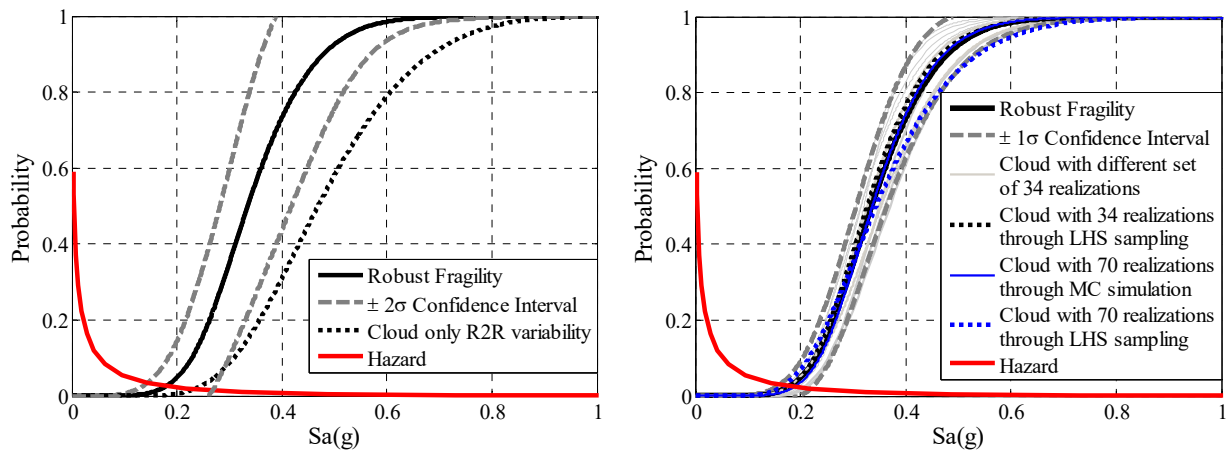 1
0.8
0.6
0.4
0.2
0
Probability
0
0.2
0.4
0.6
0.8
1
Sa(g)
Robust Fragility
± 2σ Confidence Interval
Cloud only R2R variability
Hazard
1
0.8
0.6
0.4
0.2
0
Probability
0
0.2
0.4
0.6
0.8
1
Sa(g)
Robust Fragility
± 1σ Confidence Interval
Cloud with different set
of 34 realizations
Cloud with 34 realizations
through LHS sampling
Cloud with 70 realizations
through MC simulation
Cloud with 70 realizations
through LHS sampling
Hazard